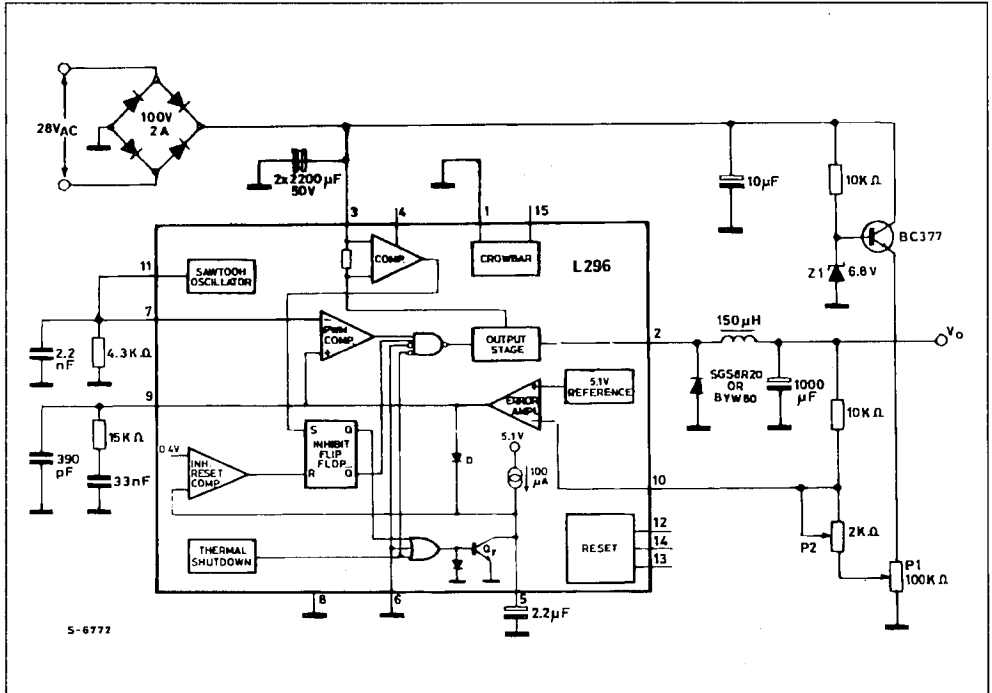 28V AC
100V
2A
2x2200µF
50V
3
4
1
15
10µF
10KΩ
BC377
Z1
6.8V
COMP.
CROWBAR
L296
11
SAWTOOH
OSCILLATOR
7
2.2
nF
4.3KΩ
PWM
COMP.
OUTPUT
STAGE
2
150µH
Vo
SGS8R20
OR
BYW80
1000
µF
10KΩ
9
15KΩ
390
pF
33nF
5.1V
REFERENCE
ERROR
AMPL
0.4V
INH.
RESET
COMP.
S
Q
INHIBIT
FLIP
FLOP
R
Q
D
5.1V
100
µA
10
P2
2KΩ
P1
100KΩ
12
14
13
RESET
THERMAL
SHUTDOWN
8
6
5
2.2µF
S-6772